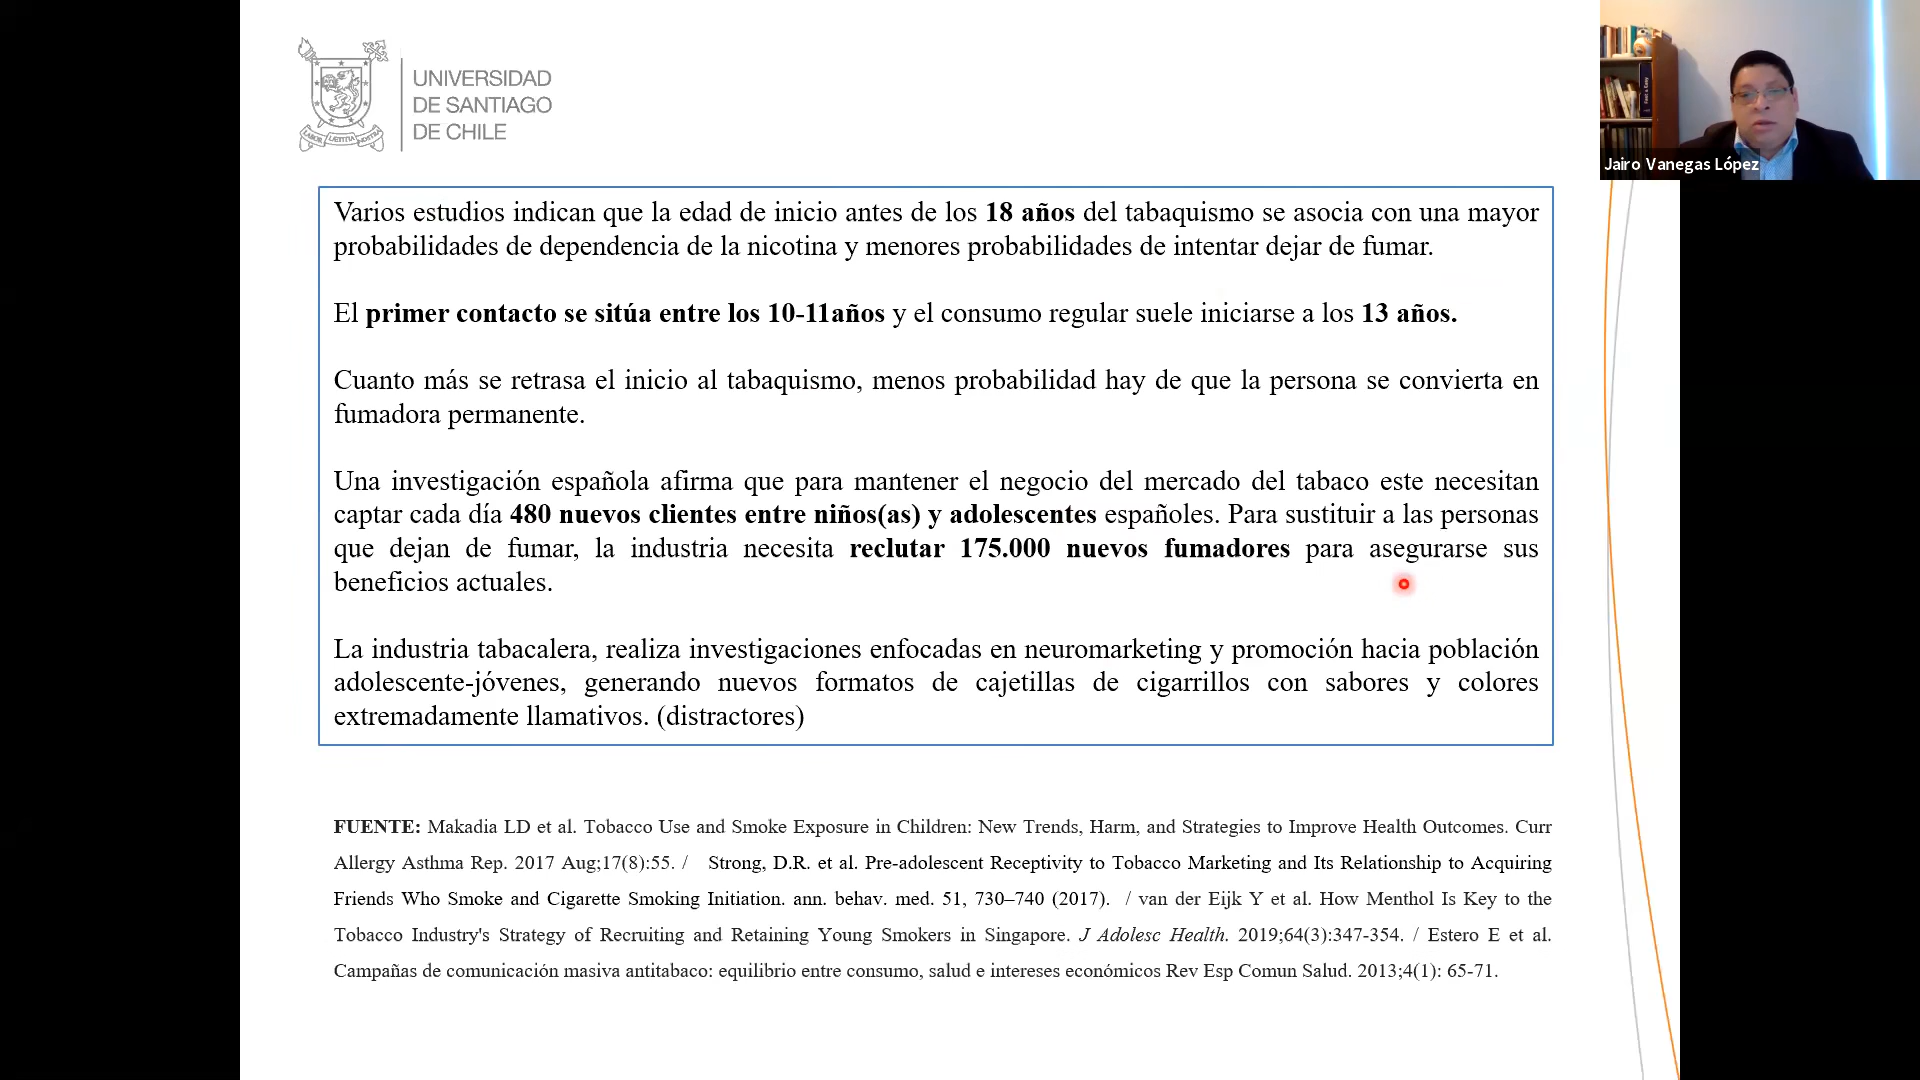 UNIVERSIDAD
DE SANTIAGO
DE CHILE
LABOR LÆTITIA NOSTRA
Jairo Vanegas López
Varios estudios indican que la edad de inicio antes de los 18 años del tabaquismo se asocia con una mayor
probabilidades de dependencia de la nicotina y menores probabilidades de intentar dejar de fumar.
El primer contacto se sitúa entre los 10-11años y el consumo regular suele iniciarse a los 13 años.
Cuanto más se retrasa el inicio al tabaquismo, menos probabilidad hay de que la persona se convierta en
fumadora permanente.
Una investigación española afirma que para mantener el negocio del mercado del tabaco este necesitan
captar cada día 480 nuevos clientes entre niños(as) y adolescentes españoles. Para sustituir a las personas
que dejan de fumar, la industria necesita reclutar 175.000 nuevos fumadores para asegurarse sus
beneficios actuales.
La industria tabacalera, realiza investigaciones enfocadas en neuromarketing y promoción hacia población
adolescente-jóvenes, generando nuevos formatos de cajetillas de cigarrillos con sabores y colores
extremadamente llamativos. (distractores)
FUENTE: Makadia LD et al. Tobacco Use and Smoke Exposure in Children: New Trends, Harm, and Strategies to Improve Health Outcomes. Curr
Allergy Asthma Rep. 2017 Aug;17(8):55. / Strong, D.R. et al. Pre-adolescent Receptivity to Tobacco Marketing and Its Relationship to Acquiring
Friends Who Smoke and Cigarette Smoking Initiation. ann. behav. med. 51, 730–740 (2017). / van der Eijk Y et al. How Menthol Is Key to the
Tobacco Industry's Strategy of Recruiting and Retaining Young Smokers in Singapore. J Adolesc Health. 2019;64(3):347-354. / Estero E et al.
Campañas de comunicación masiva antitabaco: equilibrio entre consumo, salud e intereses económicos Rev Esp Comun Salud. 2013;4(1): 65-71.